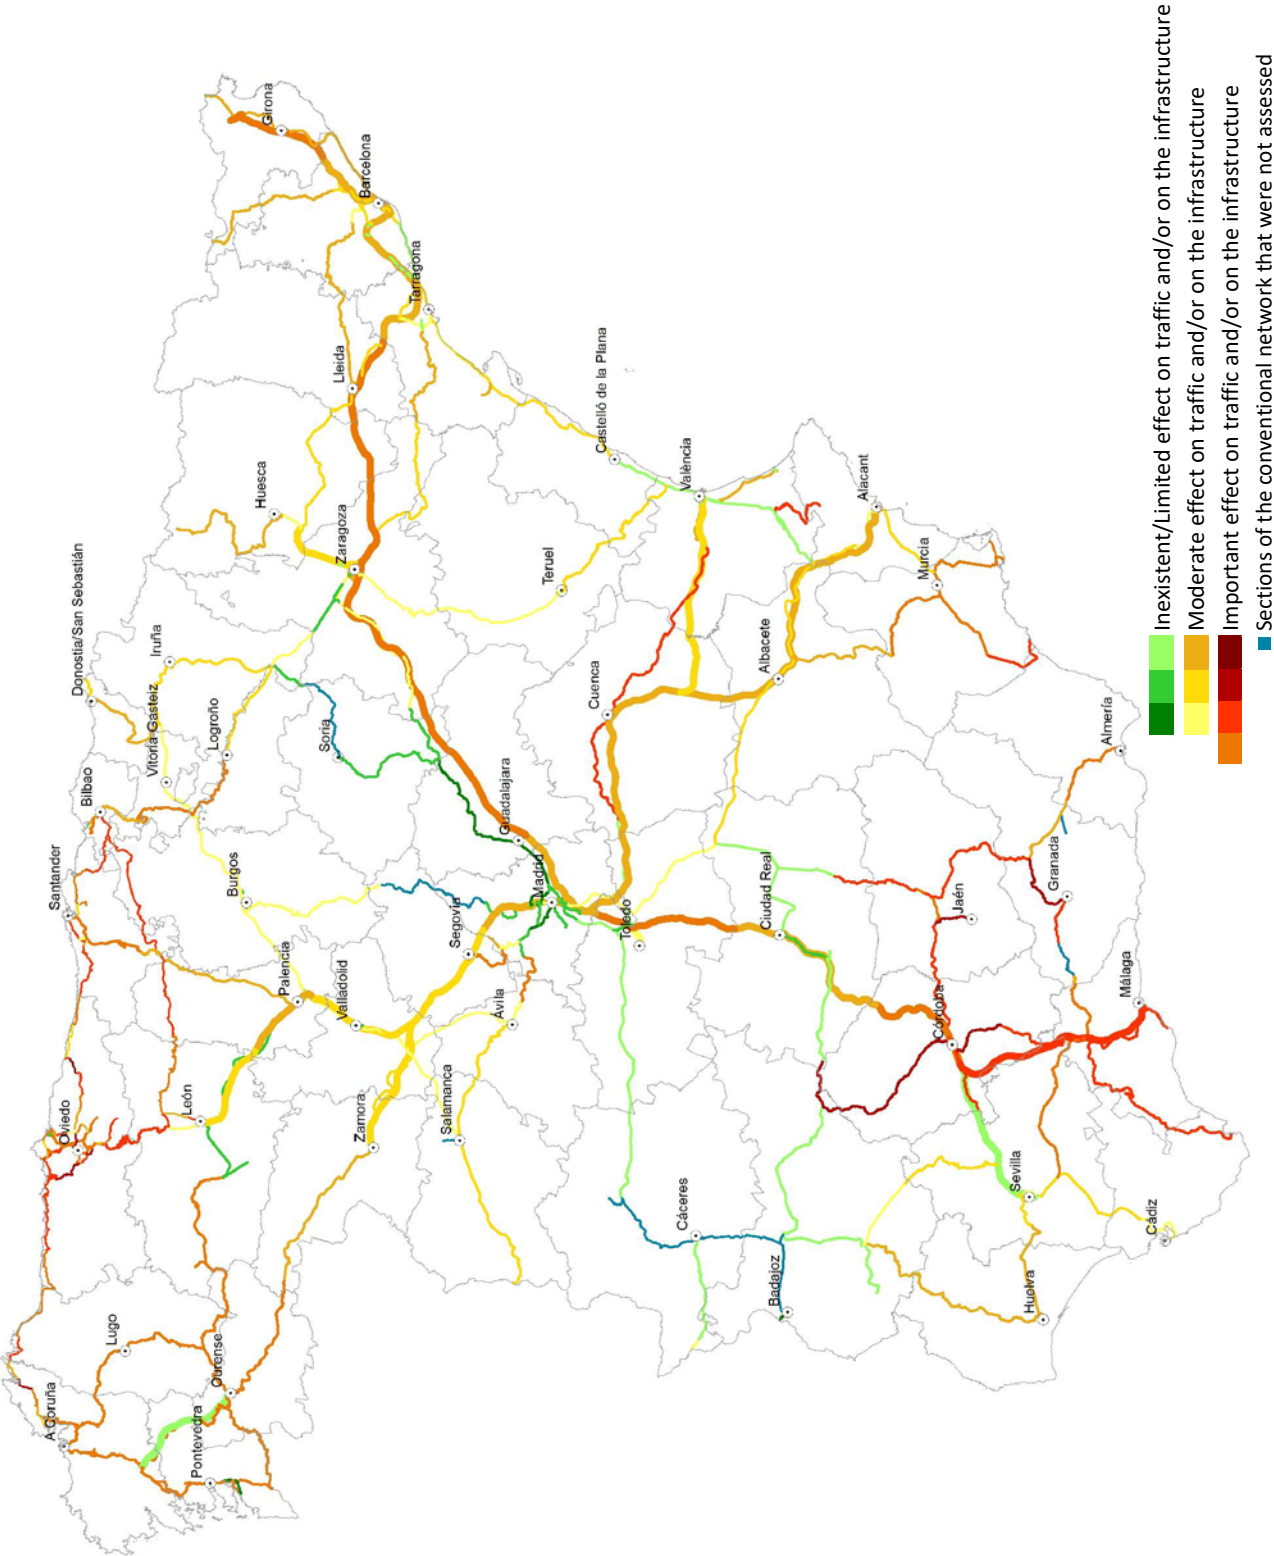 A Coruña
Lugo
Pontevedra
Ourense
Oviedo
León
Santander
Bilbao
Donostia/San Sebastián
Vitoria-Gasteiz
Iruña
Logroño
Burgos
Palencia
Valladolid
Zamora
Salamanca
Ávila
Segovia
Soria
Huesca
Zaragoza
Lleida
Girona
Barcelona
Tarragona
Teruel
Guadalajara
Madrid
Toledo
Cuenca
Castelló de la Plana
València
Alacant
Albacete
Murcia
Ciudad Real
Cáceres
Badajoz
Córdoba
Jaén
Granada
Almería
Málaga
Sevilla
Huelva
Cádiz
Inexistent/Limited effect on traffic and/or on the infrastructure
Moderate effect on traffic and/or on the infrastructure
Important effect on traffic and/or on the infrastructure
Sections of the conventional network that were not assessed